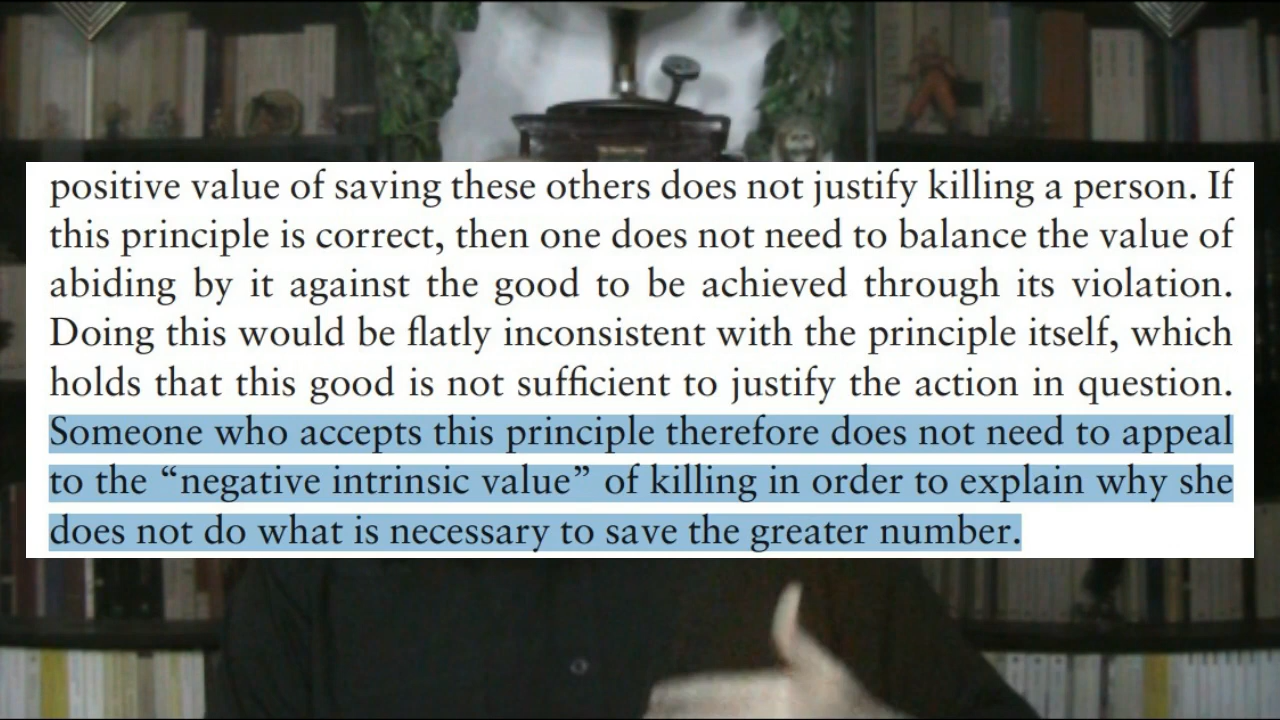 positive value of saving these others does not justify killing a person. If
this principle is correct, then one does not need to balance the value of
abiding by it against the good to be achieved through its violation.
Doing this would be flatly inconsistent with the principle itself, which
holds that this good is not sufficient to justify the action in question.
Someone who accepts this principle therefore does not need to appeal
to the “negative intrinsic value” of killing in order to explain why she
does not do what is necessary to save the greater number.